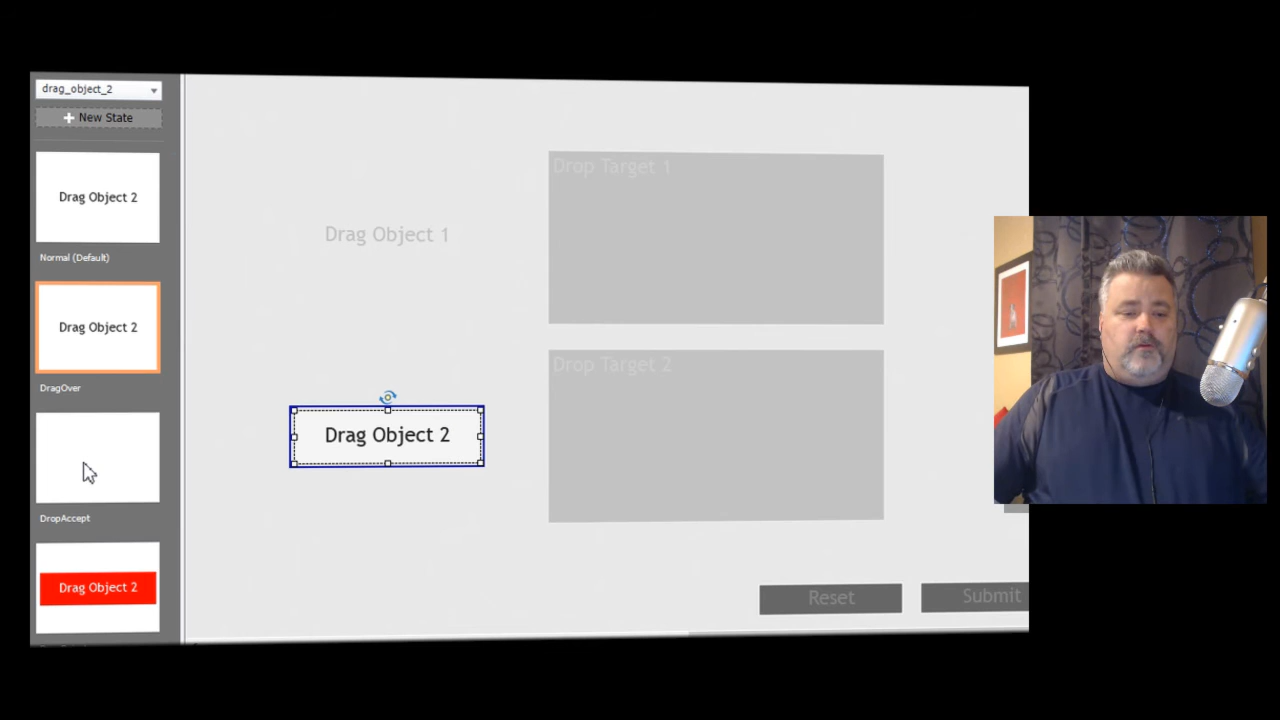 drag_object_2
New State
Drag Object 2
Normal (Default)
Drag Object 2
DragOver
DropAccept
Drag Object 2
Drag Object 1
Drag Object 2
Drop Target 1
Drop Target 2
Reset
Submit